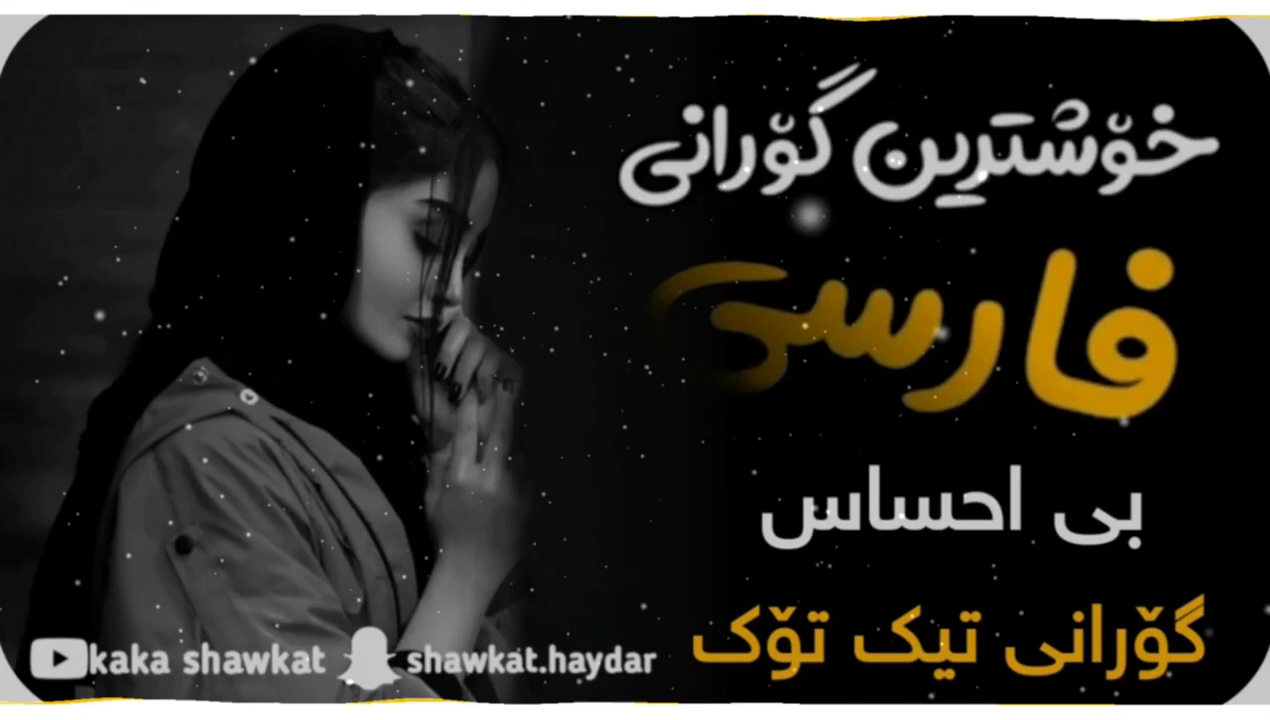 خۆشترین گۆرانی
فارسی
بی احساس
گۆرانی تیک تۆک
kaka shawkat
shawkat.haydar